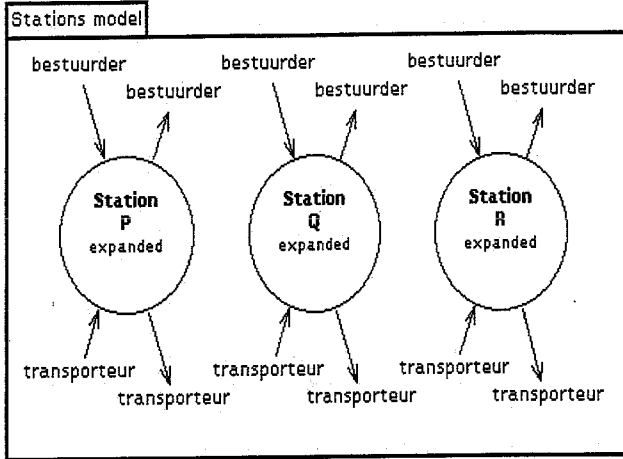 Stations model
bestuurder bestuurder bestuurder
bestuurder bestuurder bestuurder
Station Station Station
P Q R
expanded expanded expanded
transporteur transporteur transporteur
transporteur transporteur transporteur